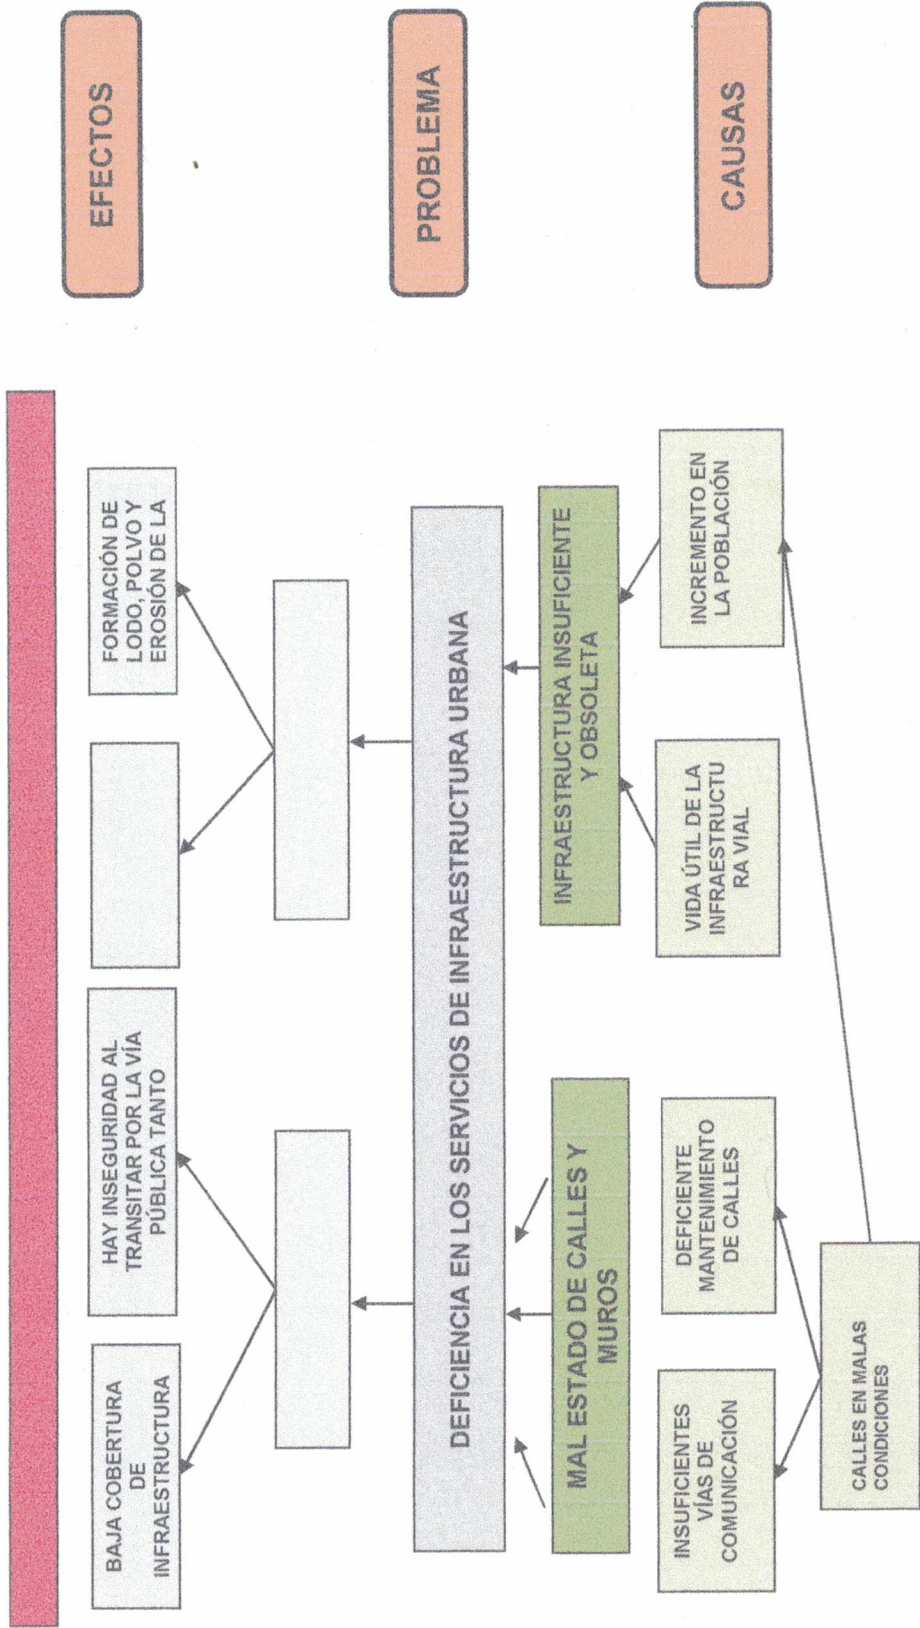 BAJA COBERTURA
DE
INFRAESTRUCTURA
HAY INSEGURIDAD AL
TRANSITAR POR LA VÍA
PÚBLICA TANTO
FORMACIÓN DE
LODO, POLVO Y
EROSIÓN DE LA
EFECTOS
DEFICIENCIA EN LOS SERVICIOS DE INFRAESTRUCTURA URBANA
PROBLEMA
MAL ESTADO DE CALLES Y
MUROS
INFRAESTRUCTURA INSUFICIENTE
Y OBSOLETA
INSUFICIENTES
VÍAS DE
COMUNICACIÓN
DEFICIENTE
MANTENIMIENTO
DE CALLES
VIDA ÚTIL DE LA
INFRAESTRUCTU
RA VIAL
INCREMENTO EN
LA POBLACIÓN
CAUSAS
CALLES EN MALAS
CONDICIONES